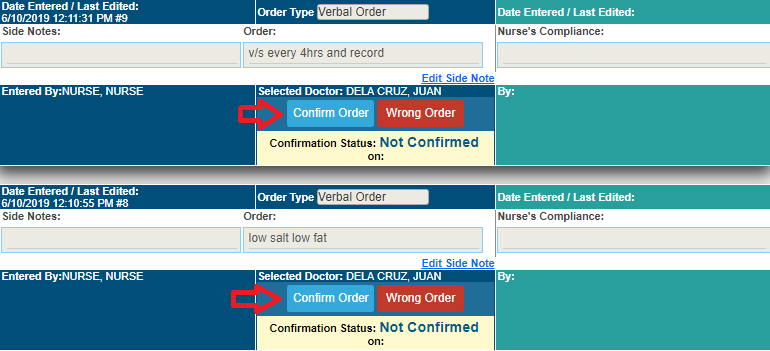 Date Entered / Last Edited:
6/10/2019 12:11:31 PM #9
Order Type Verbal Order
Date Entered / Last Edited:
Side Notes:
Order:
Nurse's Compliance:
v/s every 4hrs and record
Edit Side Note
Entered By:NURSE, NURSE
Selected Doctor: DELA CRUZ, JUAN
By:
Confirm Order
Wrong Order
Confirmation Status: Not Confirmed
on:
Date Entered / Last Edited:
6/10/2019 12:10:55 PM #8
Order Type Verbal Order
Date Entered / Last Edited:
Side Notes:
Order:
Nurse's Compliance:
low salt low fat
Edit Side Note
Entered By:NURSE, NURSE
Selected Doctor: DELA CRUZ, JUAN
By:
Confirm Order
Wrong Order
Confirmation Status: Not Confirmed
on: